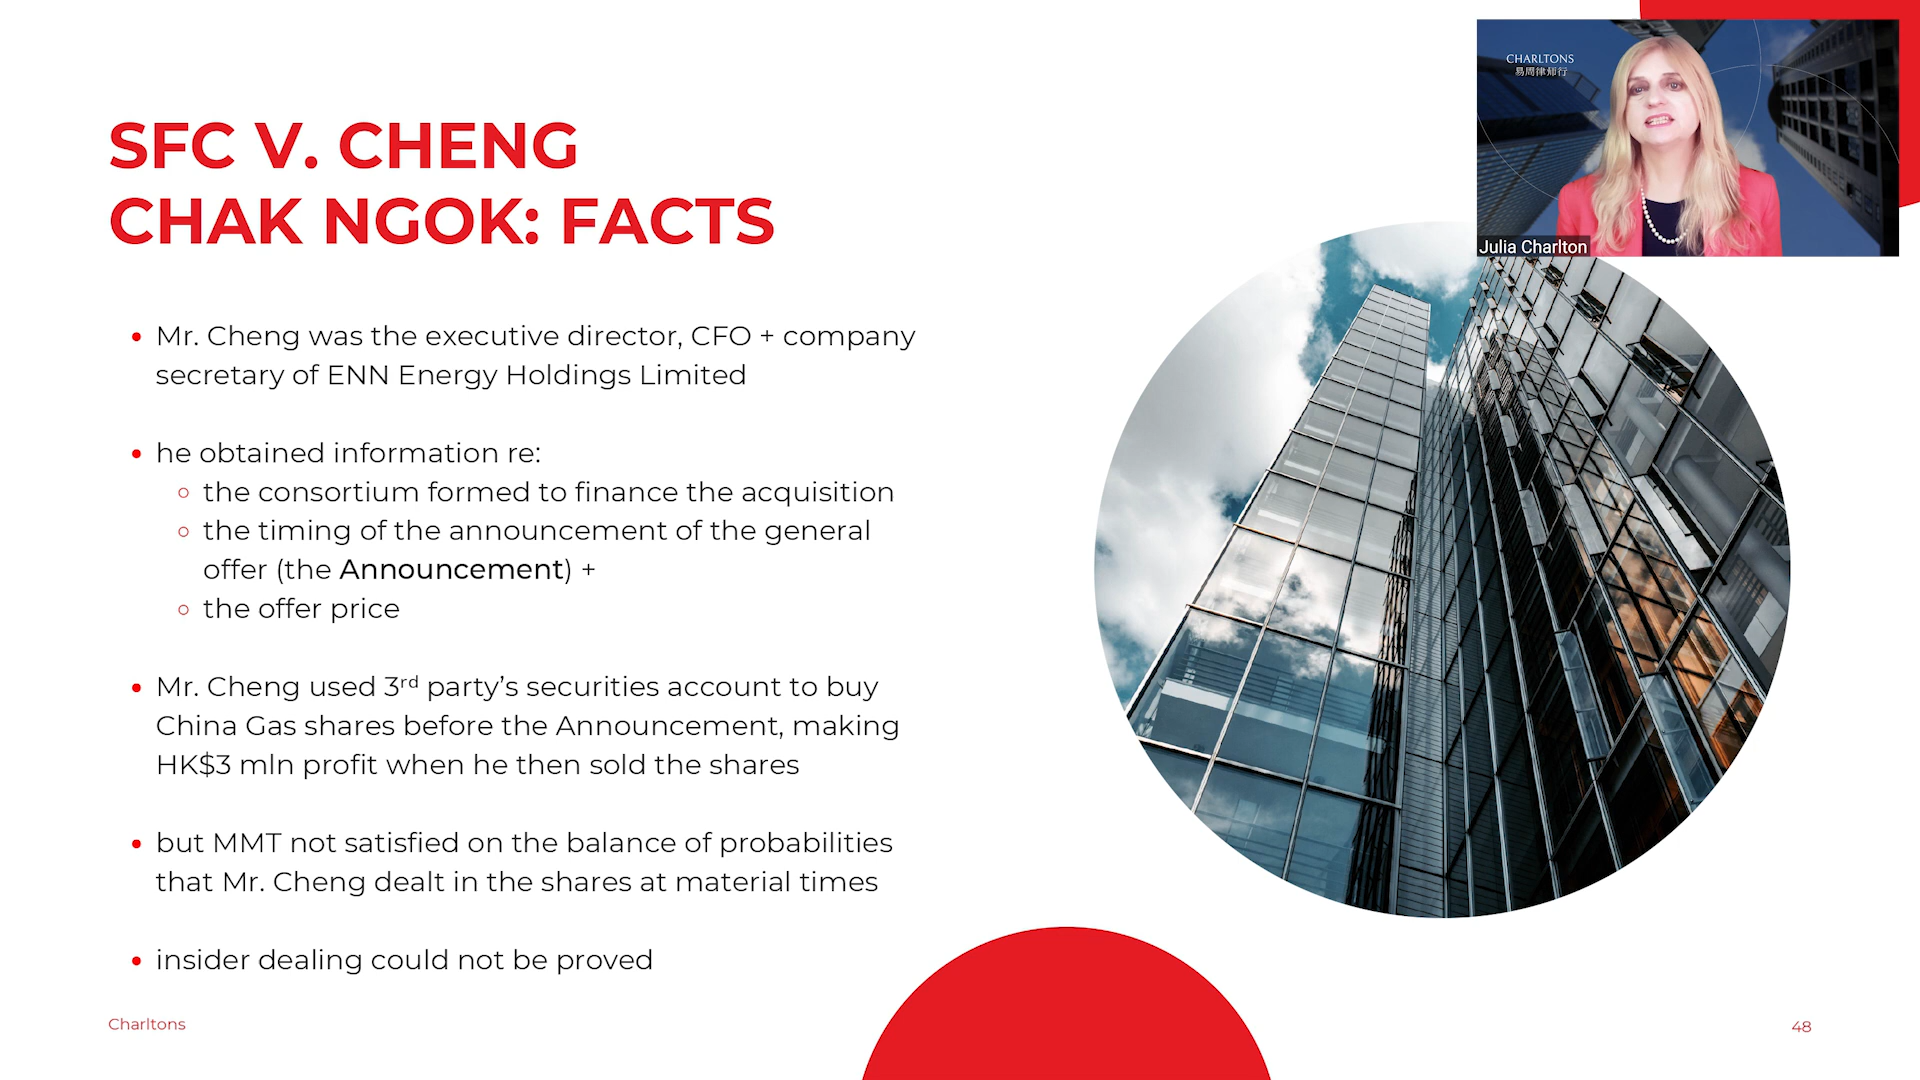 CHARLTONS
易周律师行
Julia Charlton
SFC V. CHENG
CHAK NGOK: FACTS
• Mr. Cheng was the executive director, CFO + company
secretary of ENN Energy Holdings Limited
• he obtained information re:
○ the consortium formed to finance the acquisition
○ the timing of the announcement of the general
offer (the Announcement) +
○ the offer price
• Mr. Cheng used 3rd party's securities account to buy
China Gas shares before the Announcement, making
HK$3 mln profit when he then sold the shares
• but MMT not satisfied on the balance of probabilities
that Mr. Cheng dealt in the shares at material times
• insider dealing could not be proved
Charltons
48